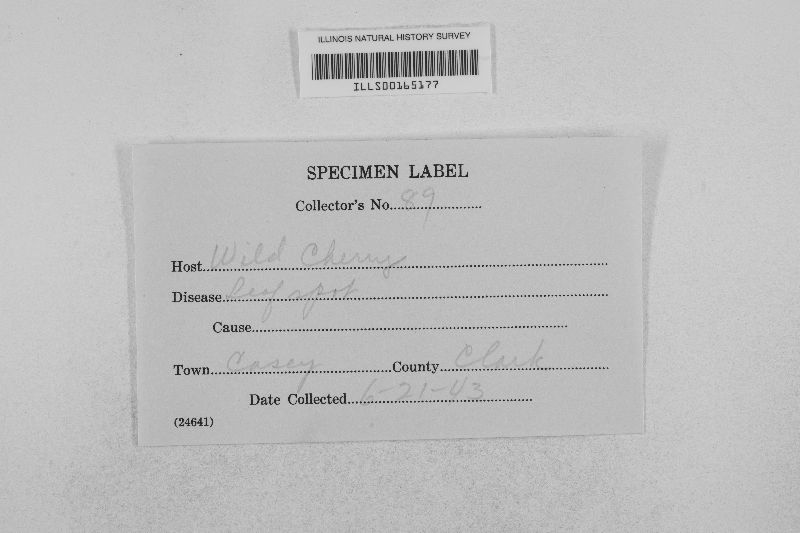 ILLINOIS NATURAL HISTORY SURVEY
ILLS00165177
SPECIMEN LABEL
Collector's No. 89
Host Wild Cherry
Disease Leaf spot
Cause
Town Casey County Clark
Date Collected 6-21-43
(24641)